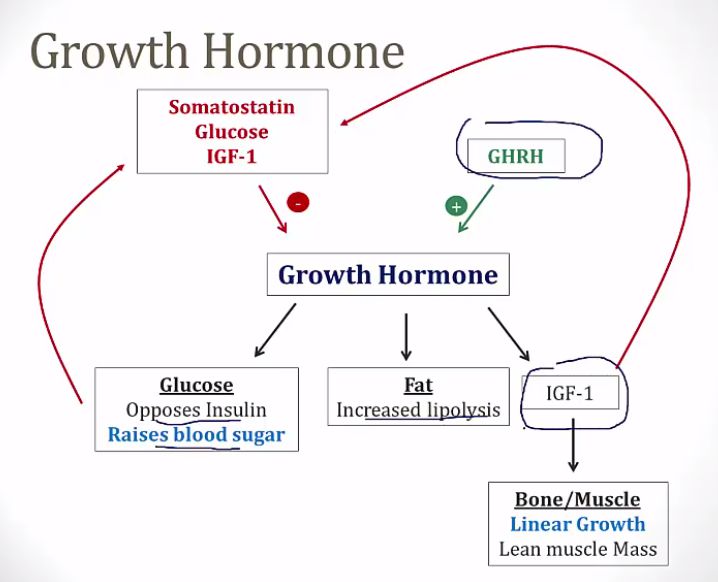 Growth Hormone
Somatostatin
Glucose
IGF-1
GHRH
-
+
Growth Hormone
Glucose
Opposes Insulin
Raises blood sugar
Fat
Increased lipolysis
IGF-1
Bone/Muscle
Linear Growth
Lean muscle Mass